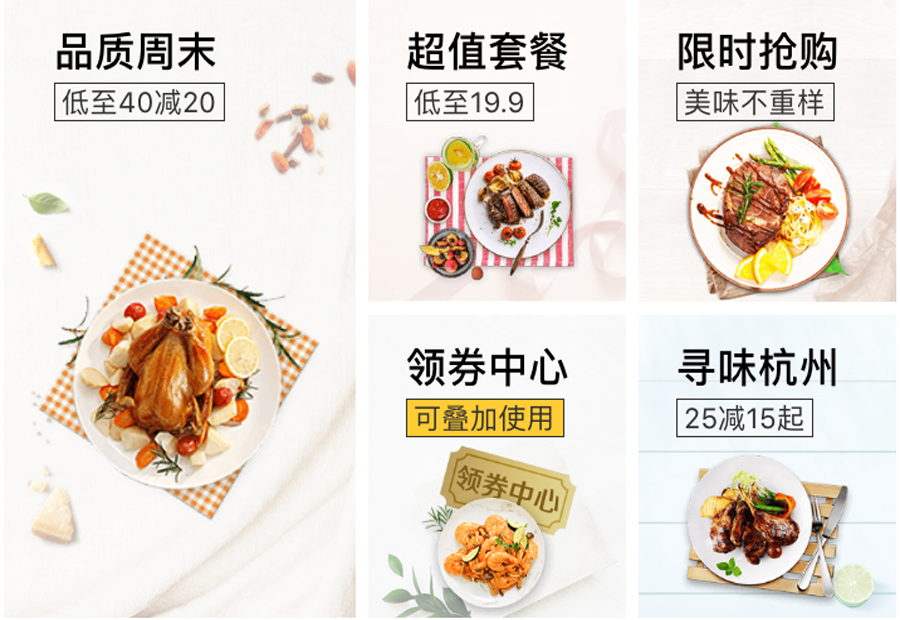 品质周末
低至40减20
超值套餐
低至19.9
限时抢购
美味不重样
领券中心
可叠加使用
领券中心
寻味杭州
25减15起